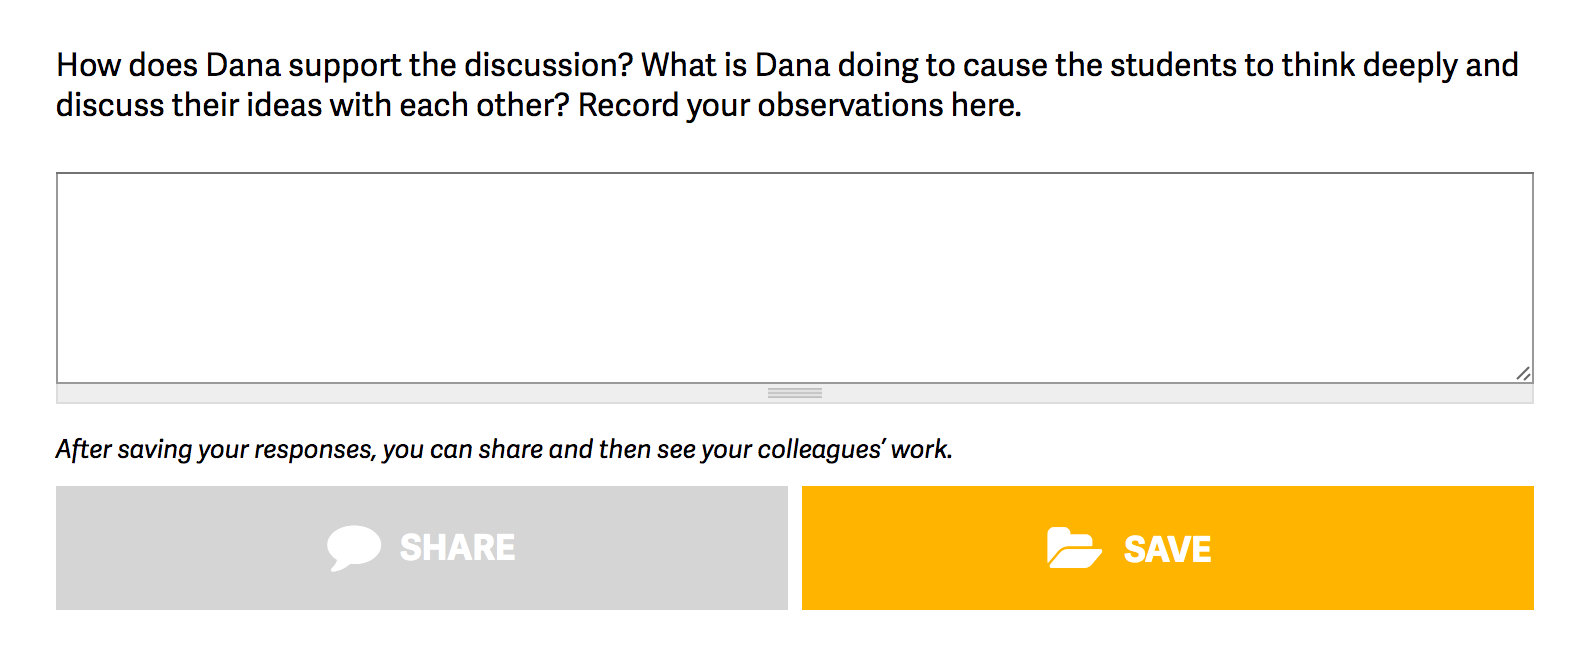 How does Dana support the discussion? What is Dana doing to cause the students to think deeply and
discuss their ideas with each other? Record your observations here.
After saving your responses, you can share and then see your colleagues’ work.
SHARE
SAVE